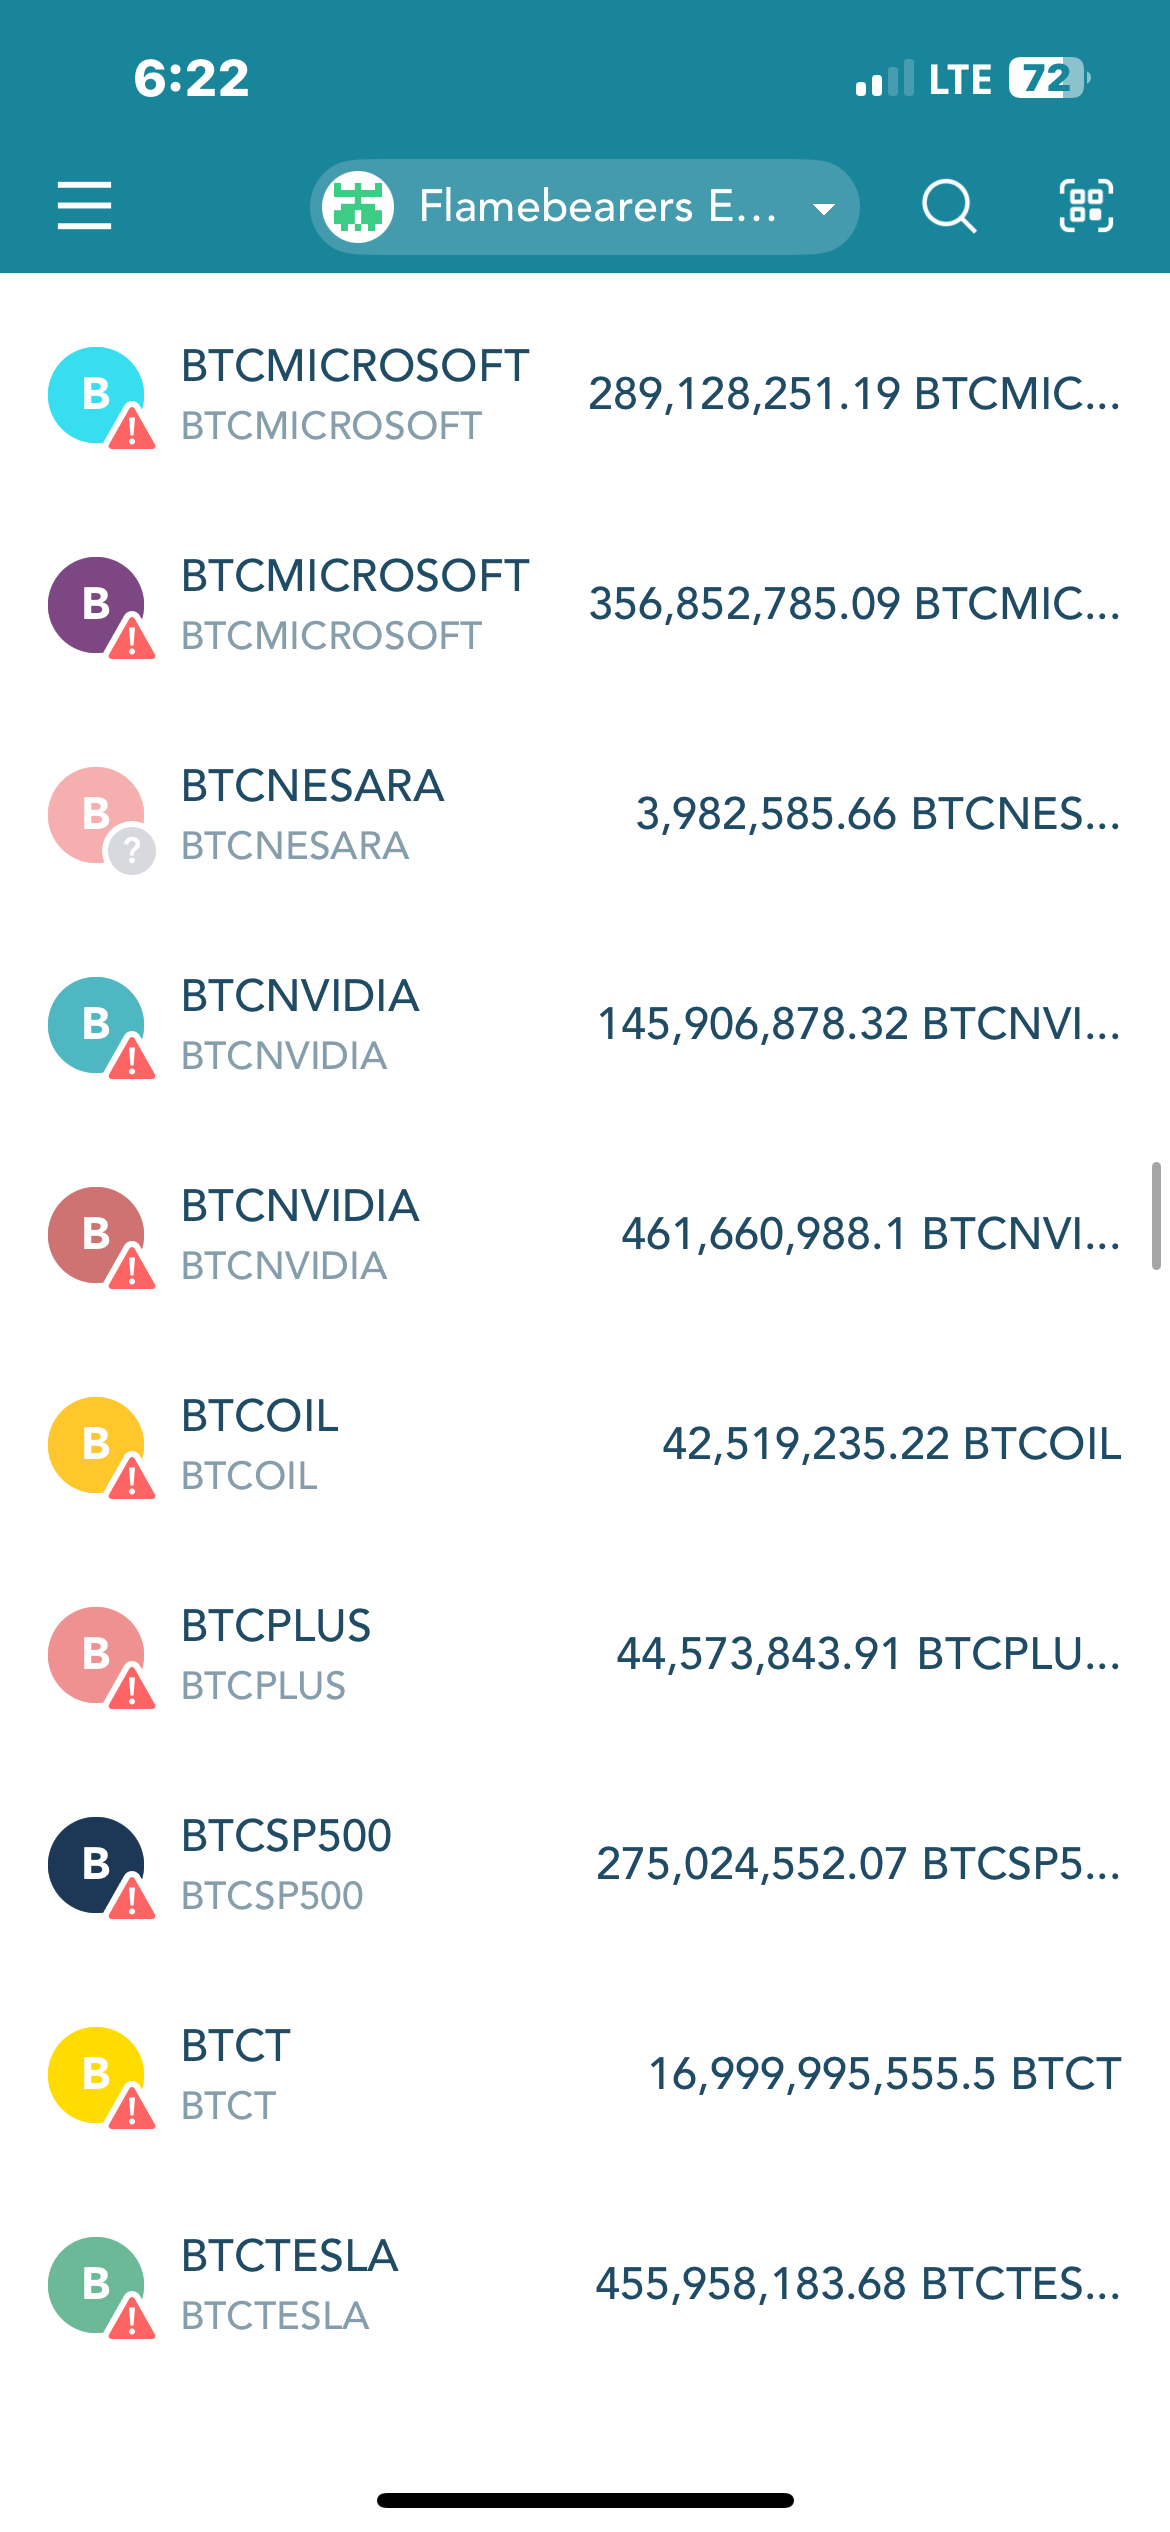 6:22
LTE 72
Flamebearers E...
B
BTCMICROSOFT
289,128,251.19 BTCMIC...
BTCMICROSOFT
B
BTCMICROSOFT
356,852,785.09 BTCMIC...
BTCMICROSOFT
B
?
BTCNESARA
3,982,585.66 BTCNES...
BTCNESARA
B
BTCNVIDIA
145,906,878.32 BTCNVI...
BTCNVIDIA
B
BTCNVIDIA
461,660,988.1 BTCNVI...
BTCNVIDIA
B
BTCOIL
42,519,235.22 BTCOIL
BTCOIL
B
BTCPLUS
44,573,843.91 BTCPLU...
BTCPLUS
B
BTCSP500
275,024,552.07 BTCSP5...
BTCSP500
B
BTCT
16,999,995,555.5 BTCT
BTCT
B
BTCTESLA
455,958,183.68 BTCTES...
BTCTESLA